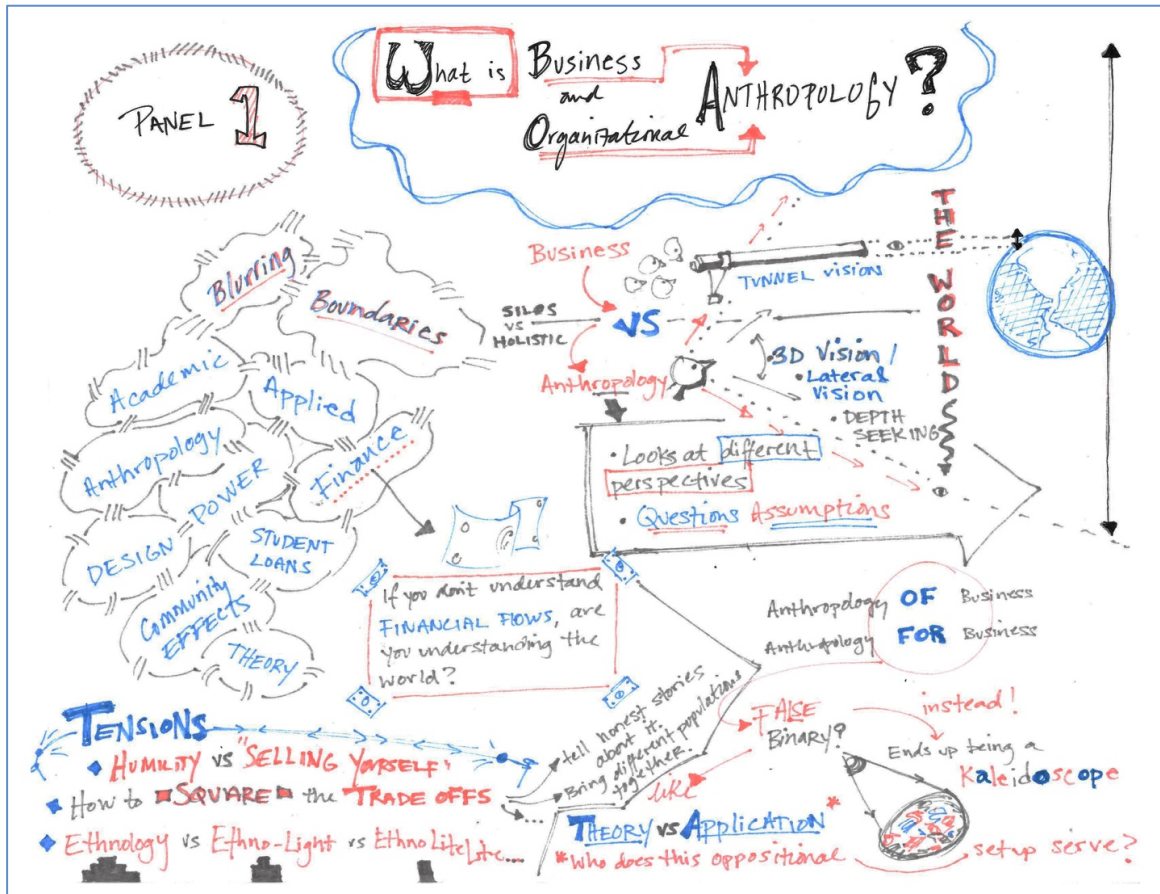 PANEL 1
What is Business
and
Organizational
ANTHROPOLOGY?
Blurring
Boundaries
Academic
Applied
Anthropology
Finance
POWER
DESIGN
STUDENT
LOANS
Community
EFFECTS
THEORY
Business
SILOS
vs
HOLISTIC
VS
Anthropology
TUNNEL VISION
3D Vision /
• Lateral
Vision
• DEPTH
SEEKING
THE WORLD
• Looks at different
perspectives
• Questions Assumptions
If you don't understand
FINANCIAL FLOWS, are
you understanding the
world?
Anthropology OF Business
Anthropology FOR Business
FALSE
BINARY?
instead!
Ends up being a
Kaleidoscope
like
THEORY vs APPLICATION*
*Who does this oppositional setup serve?
TENSIONS
HUMILITY vs "SELLING YOURSELF"
How to SQUARE the TRADE OFFS
tell honest stories
about it.
Bring different populations
together.
...
Ethnology vs Ethno-Light vs EthnoLiteLite...